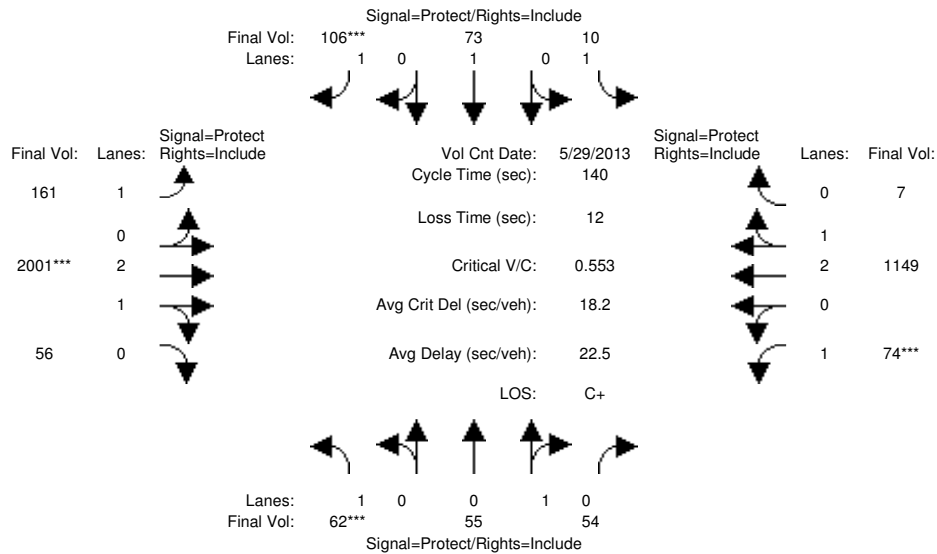 Signal=Protect/Rights=Include
Final Vol: 106*** 73 10
Lanes: 1 0 1 0 1
Signal=Protect
Final Vol: Lanes: Rights=Include
Vol Cnt Date: 5/29/2013
Signal=Protect
Rights=Include Lanes: Final Vol:
Cycle Time (sec): 140
161 1
0 7
Loss Time (sec): 12
0
1
2001*** 2
Critical V/C: 0.553
2 1149
1
Avg Crit Del (sec/veh): 18.2
0
56 0
Avg Delay (sec/veh): 22.5
1 74***
LOS: C+
Lanes: 1 0 0 1 0
Final Vol: 62*** 55 54
Signal=Protect/Rights=Include